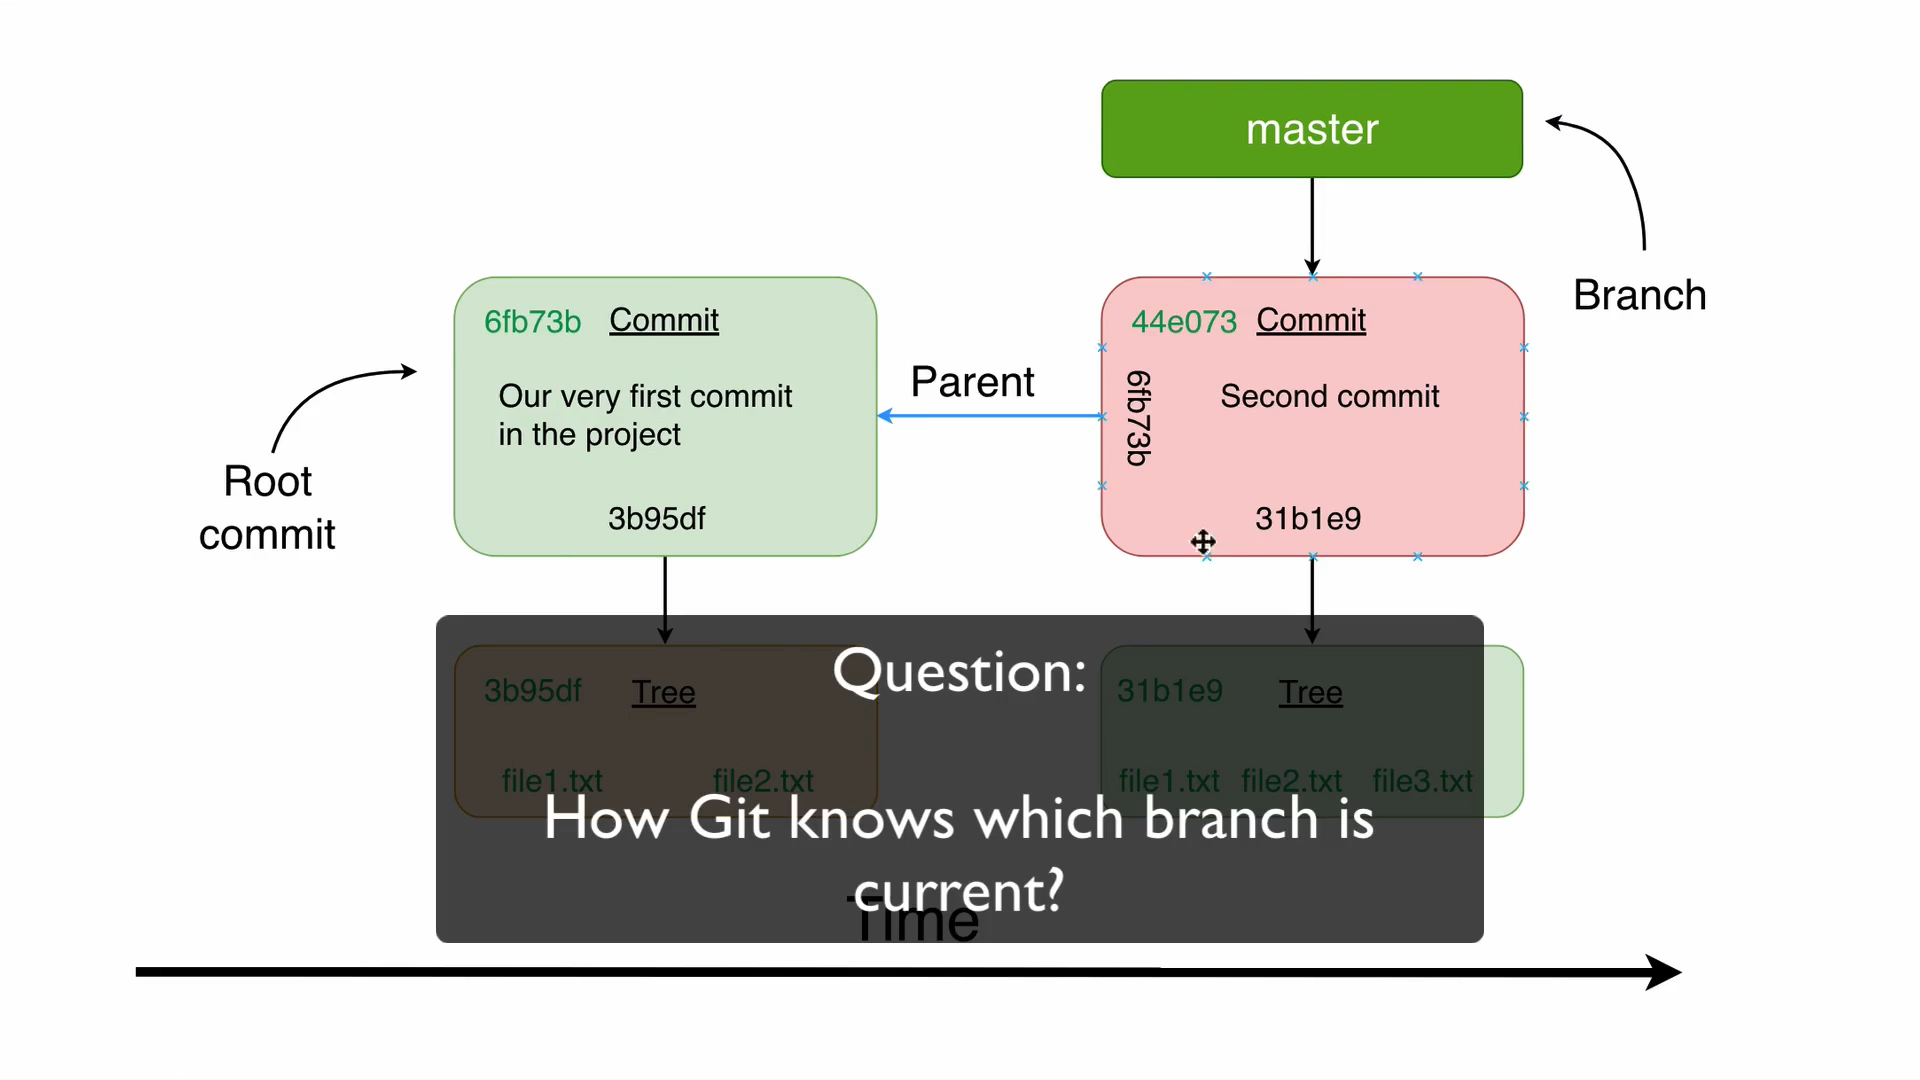 master
Branch
6fb73b Commit
Our very first commit
in the project
3b95df
Parent
44e073 Commit
6fb73b
Second commit
31b1e9
Root
commit
3b95df Tree
file1.txt file2.txt
31b1e9 Tree
file1.txt file2.txt file3.txt
Question:
How Git knows which branch is
current?
Time